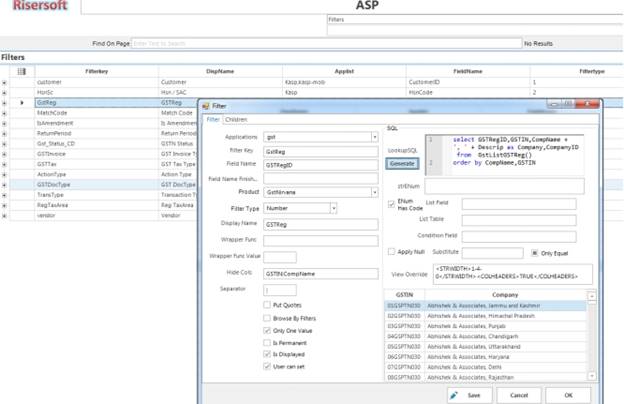 Risersoft
ASP
Filters
Find On Page Enter Text to Search No Results
Filters
Filterkey DispName Applist FieldName Filtertype
customer Customer Kasp,kasp-mob CustomerID 1
HsnSc Hsn / SAC Kasp HsnCode 2
GstReg GSTReg
MatchCode Match Code
IsAmendment Is Amendmen
ReturnPeriod Return Period
Gst_Status_CD GSTN Status
GSTInvoice GST Invoice T
GSTTax GST Tax Type
ActionType Action Type
GSTDocType GST DocType
TransType Transaction T
RegTaxArea Reg TaxArea
vendor Vendor
Filter
Filter Children
Applications gst
Filter Key GstReg
Field Name GSTRegID
Field Name Finish...
Product GstNirvana
Filter Type Number
Display Name GSTReg
Wrapper Func
Wrapper Func Value
Hide Cols GSTIN:CompName
Separator |
Put Quotes
Browse By Filters
Only One Value
Is Permanent
Is Displayed
User can set
SQL
LookupSQL
Generate
1 select GSTRegID,GSTIN,CompName +
', ' + Descrip as Company,CompanyID
from GstListGSTReg()
2 order by CompName,GSTIN
strENum
ENum Has Code List Field
List Table
Condition Field
Apply Null Substitute Only Equal
View Override <STRWIDTH>1-4-
0</STRWIDTH> <COLHEADERS>TRUE</COLHEADERS>
GSTIN Company
01GSPTN030 Abhishek & Associates, Jammu and Kashmir
02GSPTN030 Abhishek & Associates, Himachal Pradesh
03GSPTN030 Abhishek & Associates, Punjab
04GSPTN030 Abhishek & Associates, Chandigarh
05GSPTN030 Abhishek & Associates, Uttarakhand
06GSPTN030 Abhishek & Associates, Haryana
07GSPTN030 Abhishek & Associates, Delhi
08GSPTN030 Abhishek & Associates, Rajasthan
Save Cancel OK